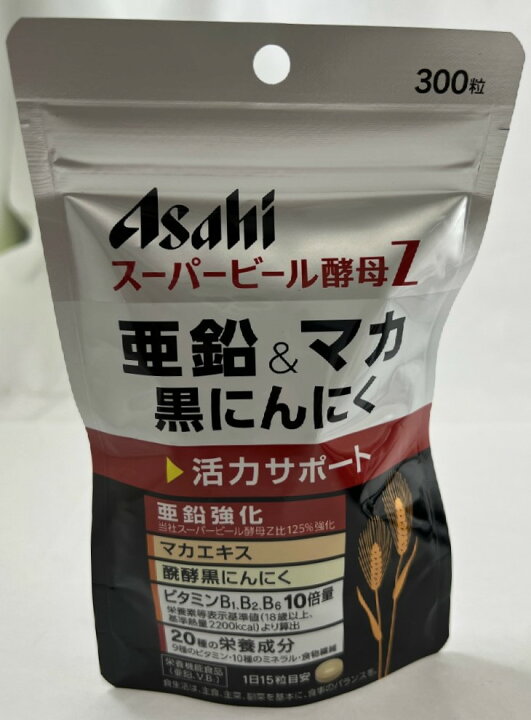 300粒
Asahi
スーパービール酵母Z
亜鉛&マカ
黒にんにく
活力サポート
亜鉛強化
当社スーパービール酵母Z比125%強化
マカエキス
醗酵黒にんにく
ビタミンB1、B2、B6 10倍量
栄養素等表示基準値(18歳以上、
基準熱量2200kcal)より算出
20種の栄養成分
9種のビタミン・10種のミネラル・食物繊維
栄養機能食品
(亜鉛、V.B.)
1日15粒目安
食生活は、主食、主菜、副菜を基本に、食事のバランスを。